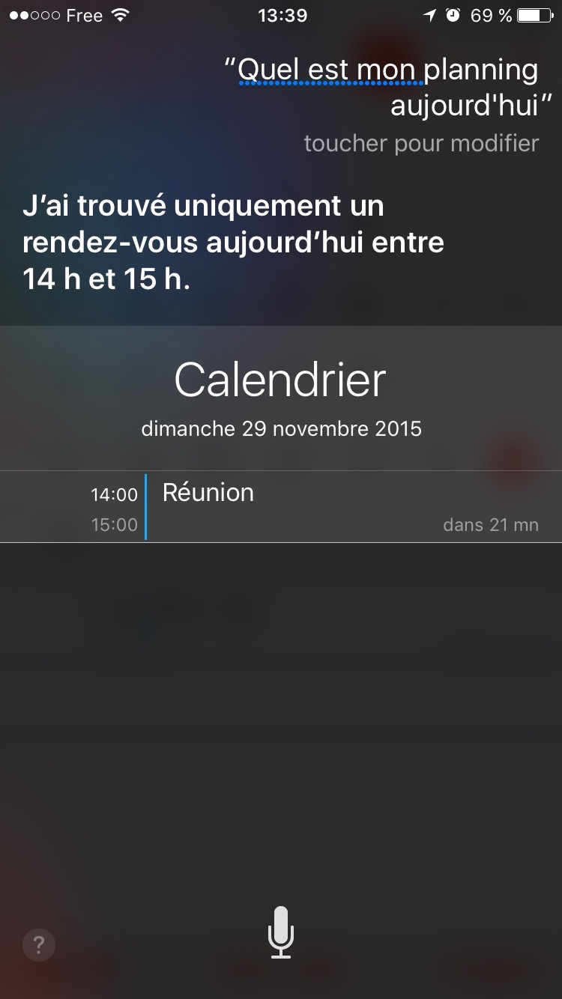 Free 13:39 69 %
“Quel est mon planning
aujourd'hui”
toucher pour modifier
J’ai trouvé uniquement un
rendez-vous aujourd’hui entre
14 h et 15 h.
Calendrier
dimanche 29 novembre 2015
14:00 Réunion
15:00 dans 21 mn
?